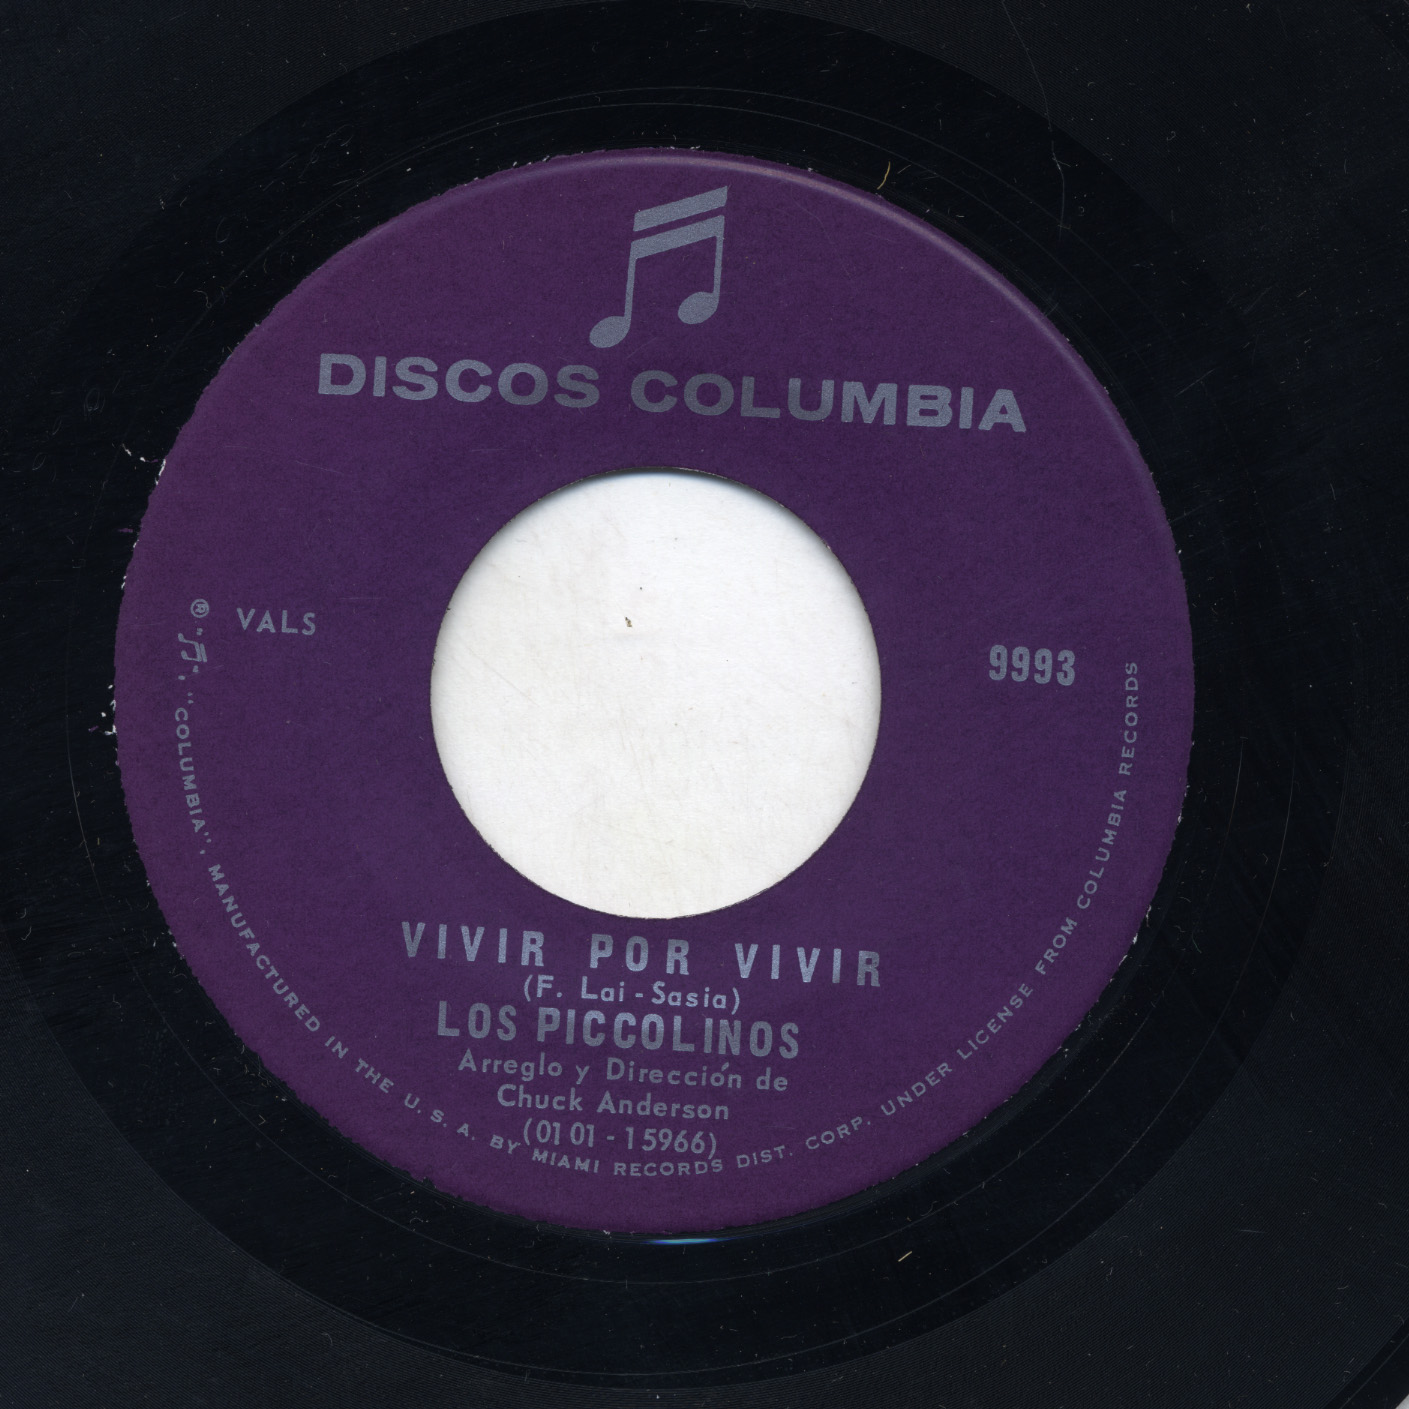 DISCOS COLUMBIA
VALS
9993
VIVIR POR VIVIR
(F. Lai - Sasia)
LOS PICCOLINOS
Arreglo y Dirección de
Chuck Anderson
(01 01 - 15966)
® "♫", "COLUMBIA", MANUFACTURED IN THE U. S. A. BY MIAMI RECORDS DIST. CORP. UNDER LICENSE FROM COLUMBIA RECORDS